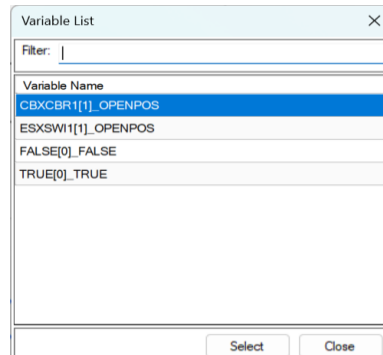 Variable List
Filter:
Variable Name
CBXCBR1[1]_OPENPOS
ESXSWI1[1]_OPENPOS
FALSE[0]_FALSE
TRUE[0]_TRUE
Select Close